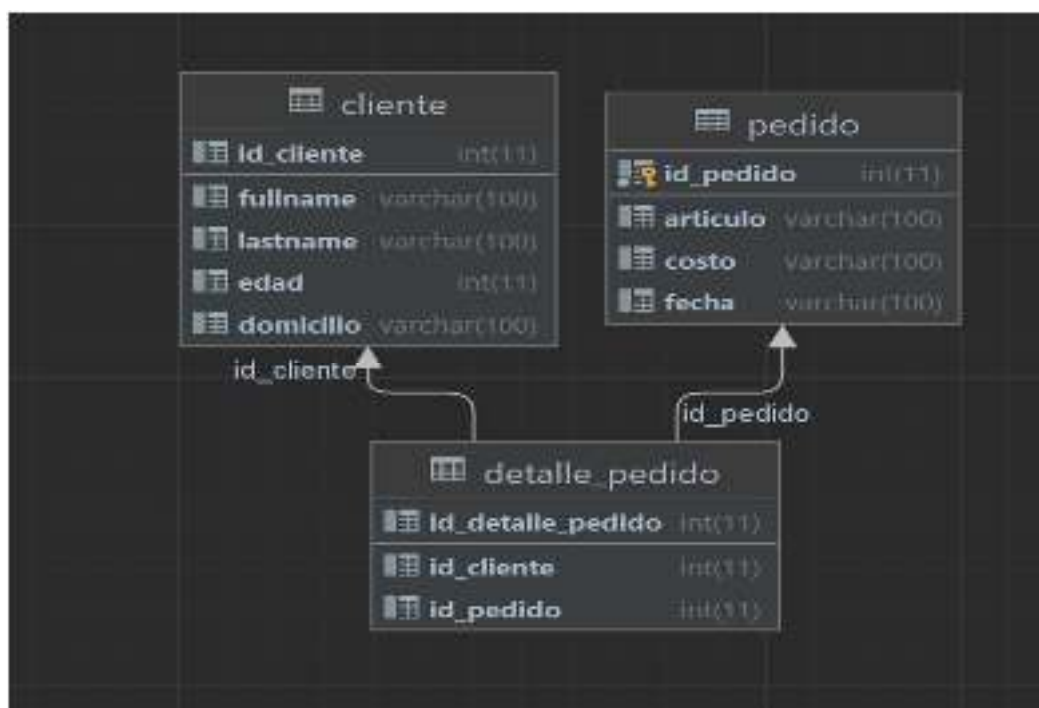 cliente
id_cliente int(11)
fullname varchar(100)
lastname varchar(100)
edad int(11)
domicilio varchar(100)
pedido
id_pedido int(11)
articulo varchar(100)
costo varchar(100)
fecha varchar(100)
id_cliente
id_pedido
detalle_pedido
id_detalle_pedido int(11)
id_cliente int(11)
id_pedido int(11)